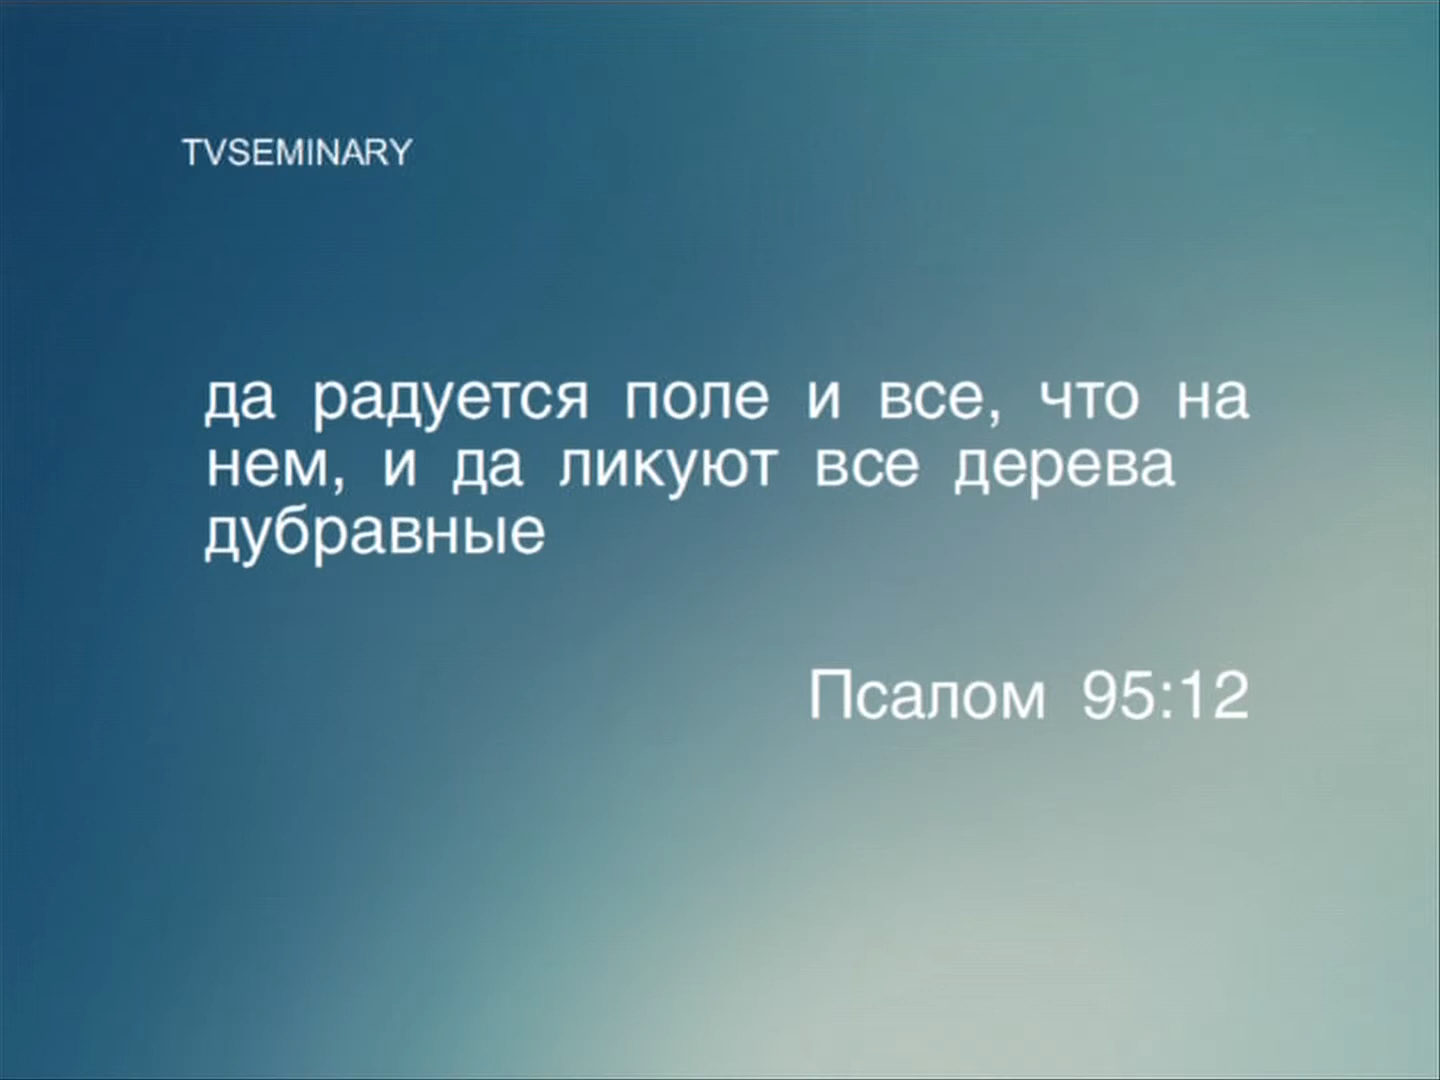 TVSEMINARY
да радуется поле и все, что на
нем, и да ликуют все дерева
дубравные
Псалом 95:12